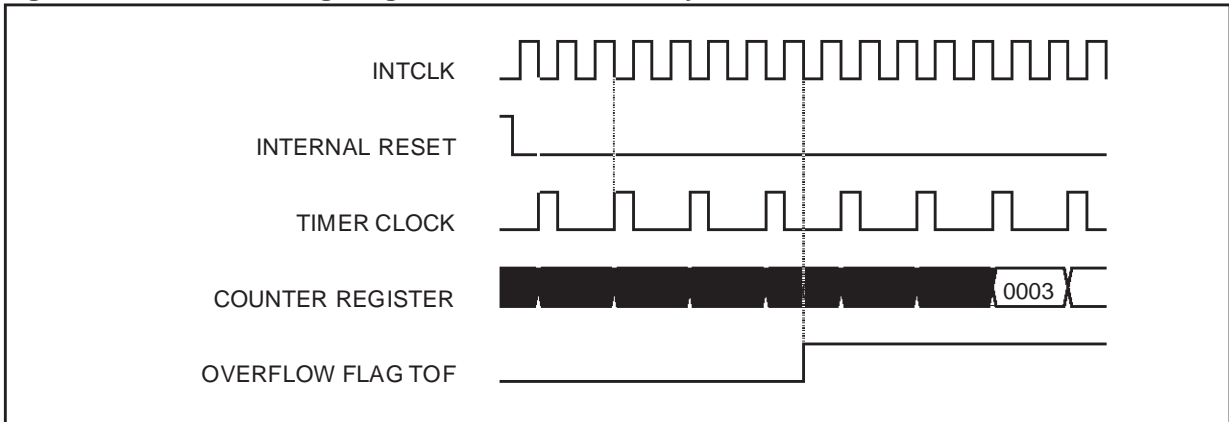 INTCLK
INTERNAL RESET
TIMER CLOCK
COUNTER REGISTER
0003
OVERFLOW FLAG TOF